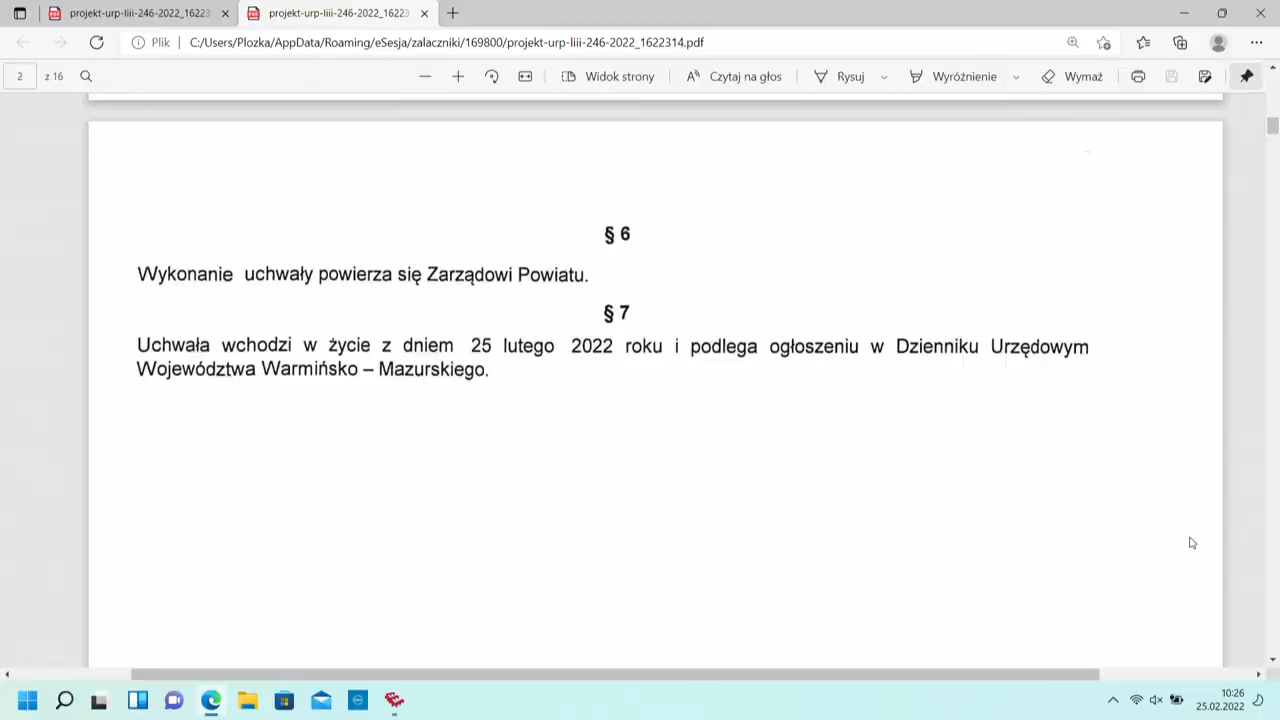 projekt-urp-liii-246-2022_16223
projekt-urp-liii-246-2022_16223
Plik
C:/Users/Plozka/AppData/Roaming/eSesja/zalaczniki/169800/projekt-urp-liii-246-2022_1622314.pdf
2 z 16
Widok strony
Czytaj na głos
Rysuj
Wyróżnienie
Wymaż
§ 6
Wykonanie uchwały powierza się Zarządowi Powiatu.
§ 7
Uchwała wchodzi w życie z dniem 25 lutego 2022 roku i podlega ogłoszeniu w Dzienniku Urzędowym
Województwa Warmińsko – Mazurskiego.
10:26
25.02.2022